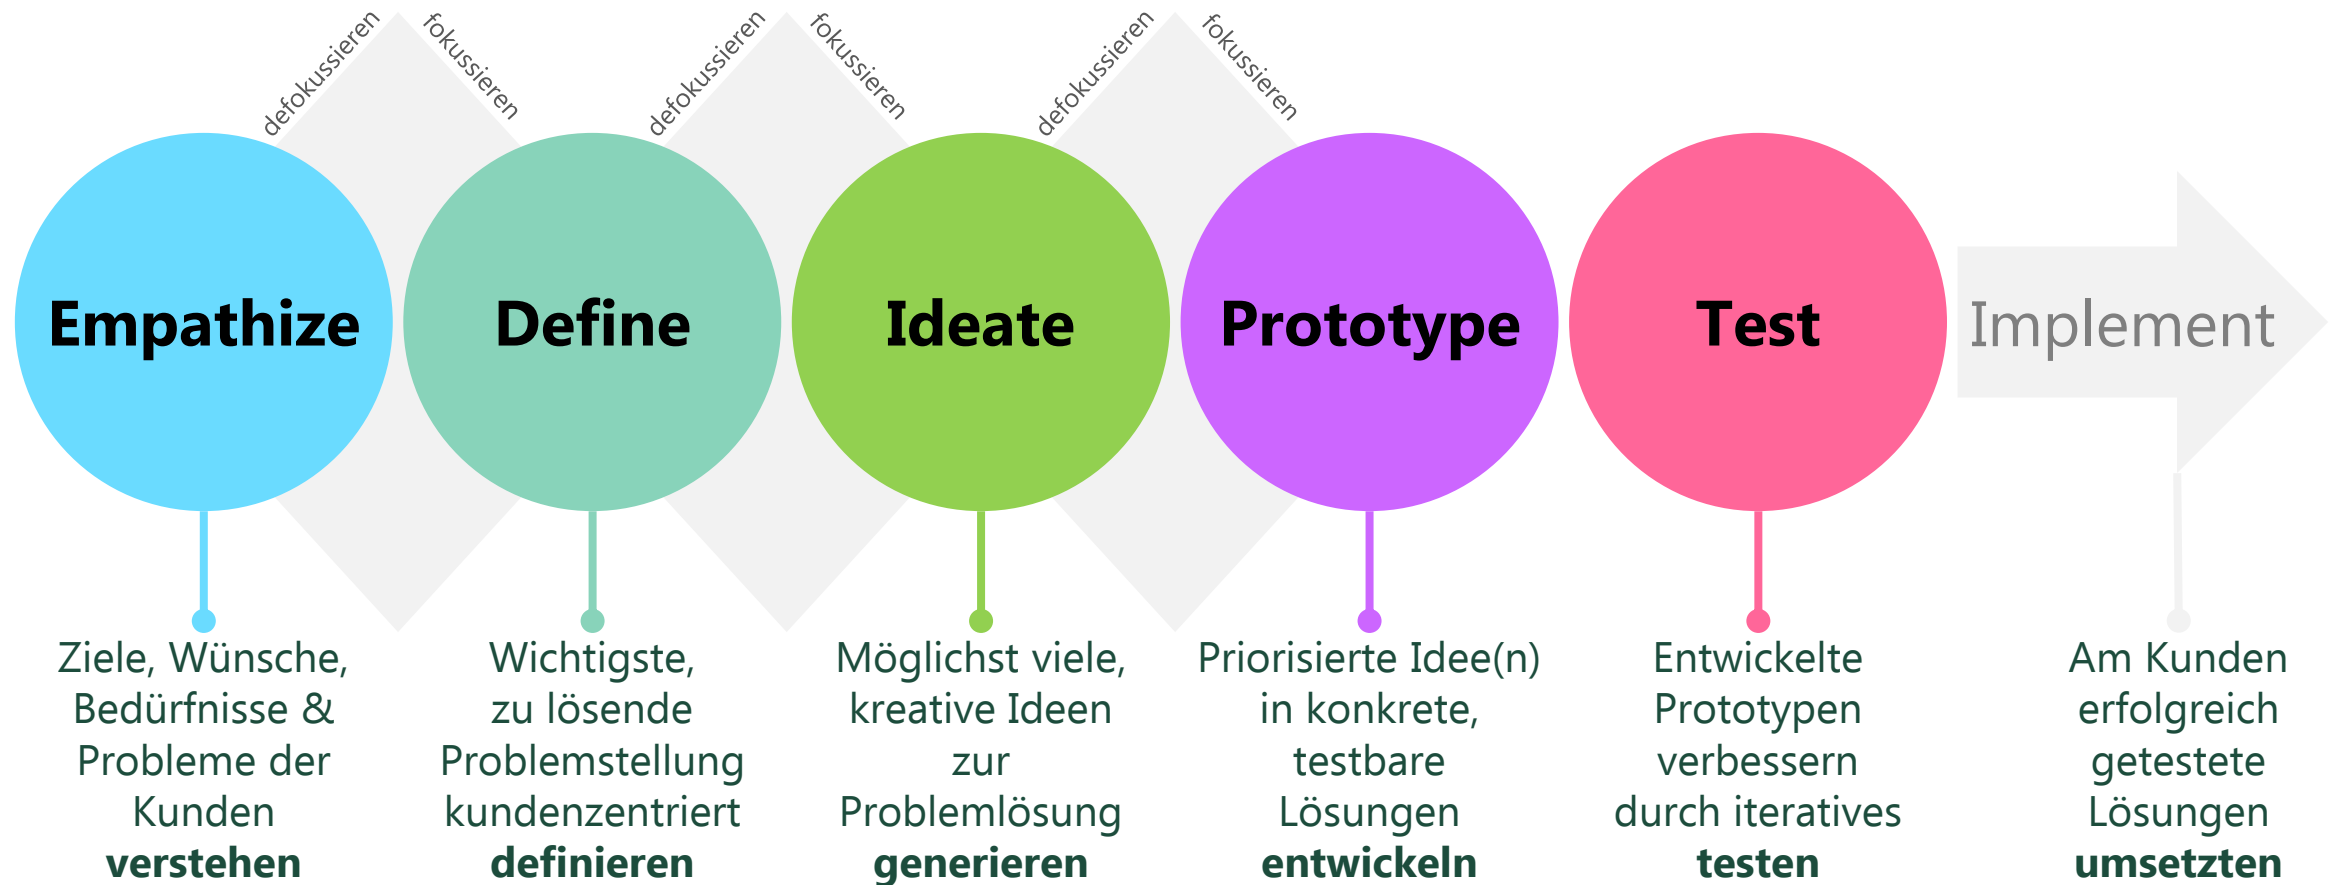 defokussieren
fokussieren
defokussieren
fokussieren
defokussieren
fokussieren
Empathize
Define
Ideate
Prototype
Test
Implement
Ziele, Wünsche,
Bedürfnisse &
Probleme der
Kunden
verstehen
Wichtigste,
zu lösende
Problemstellung
kundenzentriert
definieren
Möglichst viele,
kreative Ideen
zur
Problemlösung
generieren
Priorisierte Idee(n)
in konkrete,
testbare
Lösungen
entwickeln
Entwickelte
Prototypen
verbessern
durch iteratives
testen
Am Kunden
erfolgreich
getestete
Lösungen
umsetzten